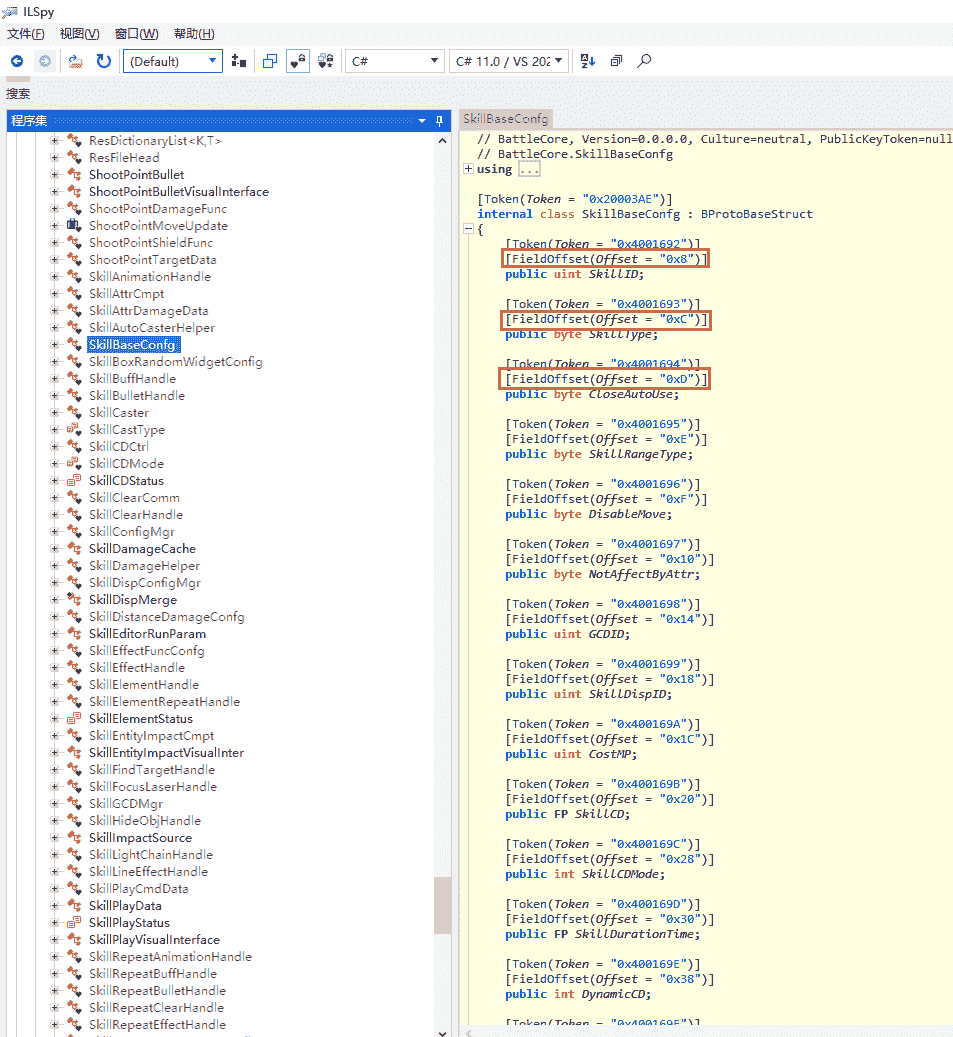 ILSpy
文件(F) 视图(V) 窗口(W) 帮助(H)
(Default) C# C# 11.0 / VS 202
搜索
程序集
ResDictionaryList<K,T>
ResFileHead
ShootPointBullet
ShootPointBulletVisualInterface
ShootPointDamageFunc
ShootPointMoveUpdate
ShootPointShieldFunc
ShootPointTargetData
SkillAnimationHandle
SkillAttrCmpt
SkillAttrDamageData
SkillAutoCasterHelper
SkillBaseConfg
SkillBoxRandomWidgetConfig
SkillBuffHandle
SkillBulletHandle
SkillCaster
SkillCastType
SkillCDCtrl
SkillCDMode
SkillCDStatus
SkillClearComm
SkillClearHandle
SkillConfigMgr
SkillDamageCache
SkillDamageHelper
SkillDispConfigMgr
SkillDispMerge
SkillDistanceDamageConfg
SkillEditorRunParam
SkillEffectFuncConfg
SkillEffectHandle
SkillElementHandle
SkillElementRepeatHandle
SkillElementStatus
SkillEntityImpactCmpt
SkillEntityImpactVisualInter
SkillFindTargetHandle
SkillFocusLaserHandle
SkillGCDMgr
SkillHideObjHandle
SkillImpactSource
SkillLightChainHandle
SkillLineEffectHandle
SkillPlayCmdData
SkillPlayData
SkillPlayStatus
SkillPlayVisualInterface
SkillRepeatAnimationHandle
SkillRepeatBuffHandle
SkillRepeatBulletHandle
SkillRepeatClearHandle
SkillRepeatEffectHandle
SkillBaseConfg
// BattleCore, Version=0.0.0.0, Culture=neutral, PublicKeyToken=null
// BattleCore.SkillBaseConfg
using ...
[Token(Token = "0x20003AE")]
internal class SkillBaseConfg : BProtoBaseStruct
{
[Token(Token = "0x4001692")]
[FieldOffset(Offset = "0x8")]
public uint SkillID;
[Token(Token = "0x4001693")]
[FieldOffset(Offset = "0xC")]
public byte SkillType;
[Token(Token = "0x4001694")]
[FieldOffset(Offset = "0xD")]
public byte CloseAutoUse;
[Token(Token = "0x4001695")]
[FieldOffset(Offset = "0xE")]
public byte SkillRangeType;
[Token(Token = "0x4001696")]
[FieldOffset(Offset = "0xF")]
public byte DisableMove;
[Token(Token = "0x4001697")]
[FieldOffset(Offset = "0x10")]
public byte NotAffectByAttr;
[Token(Token = "0x4001698")]
[FieldOffset(Offset = "0x14")]
public uint GCDID;
[Token(Token = "0x4001699")]
[FieldOffset(Offset = "0x18")]
public uint SkillDispID;
[Token(Token = "0x400169A")]
[FieldOffset(Offset = "0x1C")]
public uint CostMP;
[Token(Token = "0x400169B")]
[FieldOffset(Offset = "0x20")]
public FP SkillCD;
[Token(Token = "0x400169C")]
[FieldOffset(Offset = "0x28")]
public int SkillCDMode;
[Token(Token = "0x400169D")]
[FieldOffset(Offset = "0x30")]
public FP SkillDurationTime;
[Token(Token = "0x400169E")]
[FieldOffset(Offset = "0x38")]
public int DynamicCD;
[Token(Token = "0x400169F")]